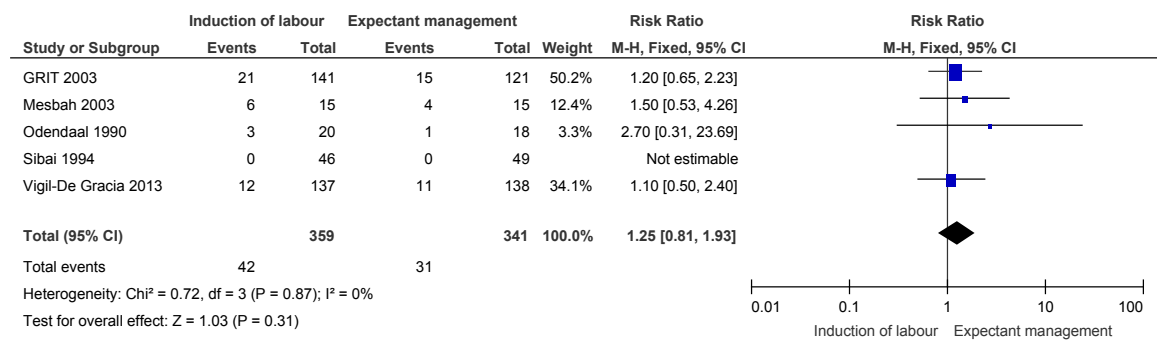 Induction of labour Expectant management Risk Ratio Risk Ratio
Study or Subgroup Events Total Events Total Weight M-H, Fixed, 95% CI M-H, Fixed, 95% CI
GRIT 2003 21 141 15 121 50.2% 1.20 [0.65, 2.23]
Mesbah 2003 6 15 4 15 12.4% 1.50 [0.53, 4.26]
Odendaal 1990 3 20 1 18 3.3% 2.70 [0.31, 23.69]
Sibai 1994 0 46 0 49 Not estimable
Vigil-De Gracia 2013 12 137 11 138 34.1% 1.10 [0.50, 2.40]
Total (95% CI) 359 341 100.0% 1.25 [0.81, 1.93]
Total events 42 31
Heterogeneity: Chi² = 0.72, df = 3 (P = 0.87); I² = 0%
Test for overall effect: Z = 1.03 (P = 0.31)
0.01 0.1 1 10 100
Induction of labour Expectant management